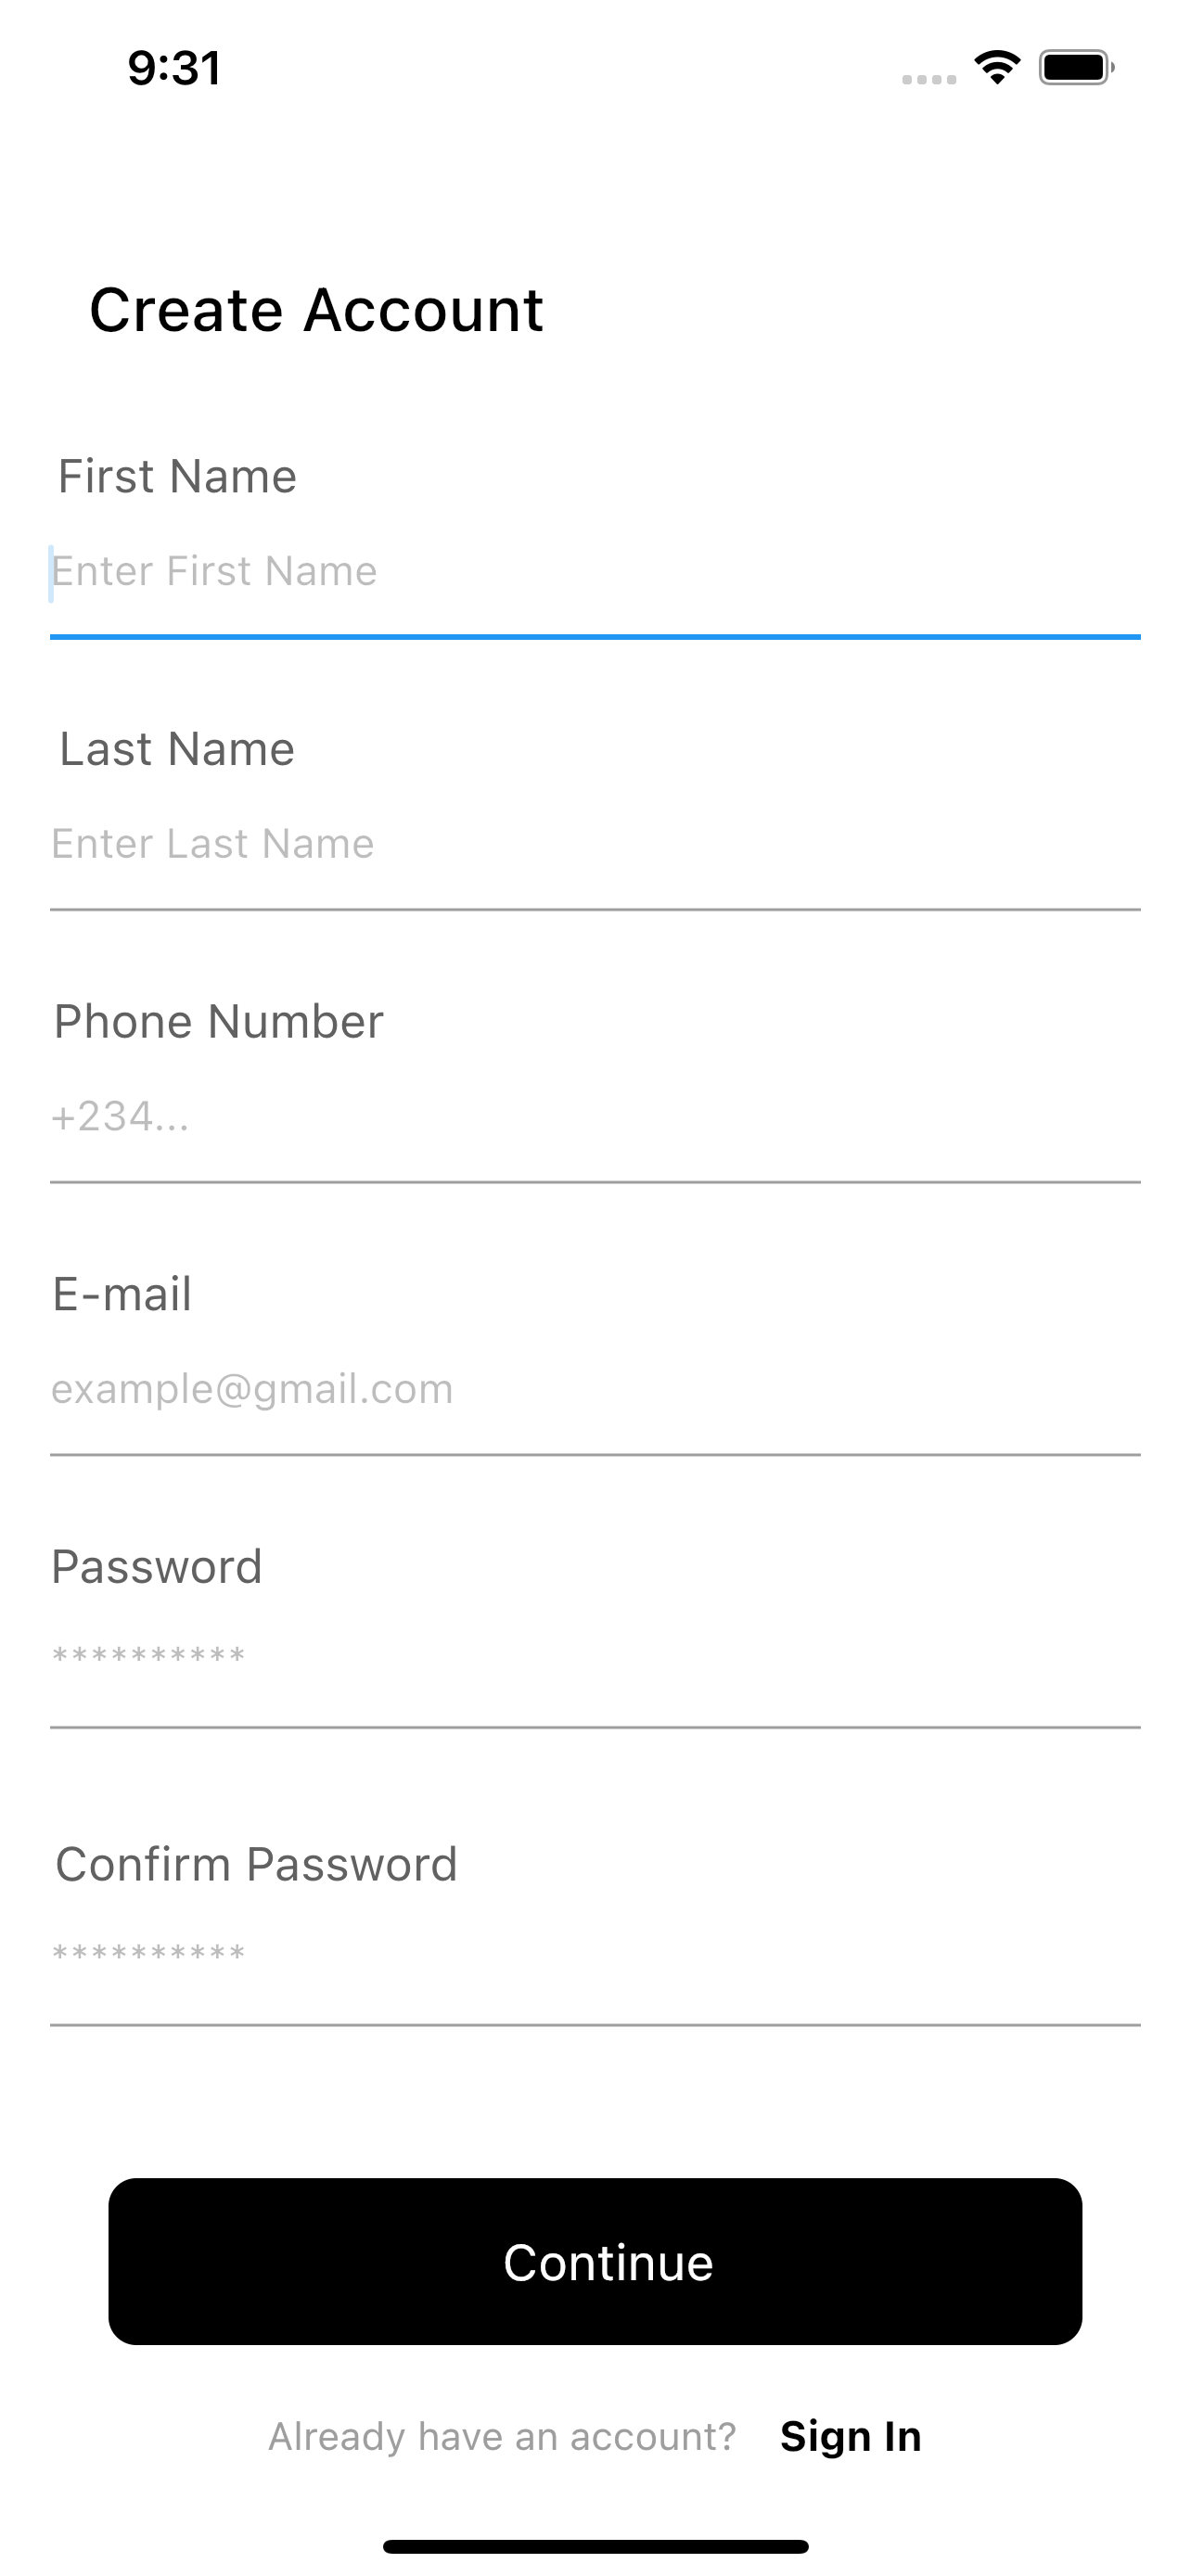 9:31
Create Account
First Name
Enter First Name
Last Name
Enter Last Name
Phone Number
+234...
E-mail
example@gmail.com
Password
**********
Confirm Password
**********
Continue
Already have an account? Sign In